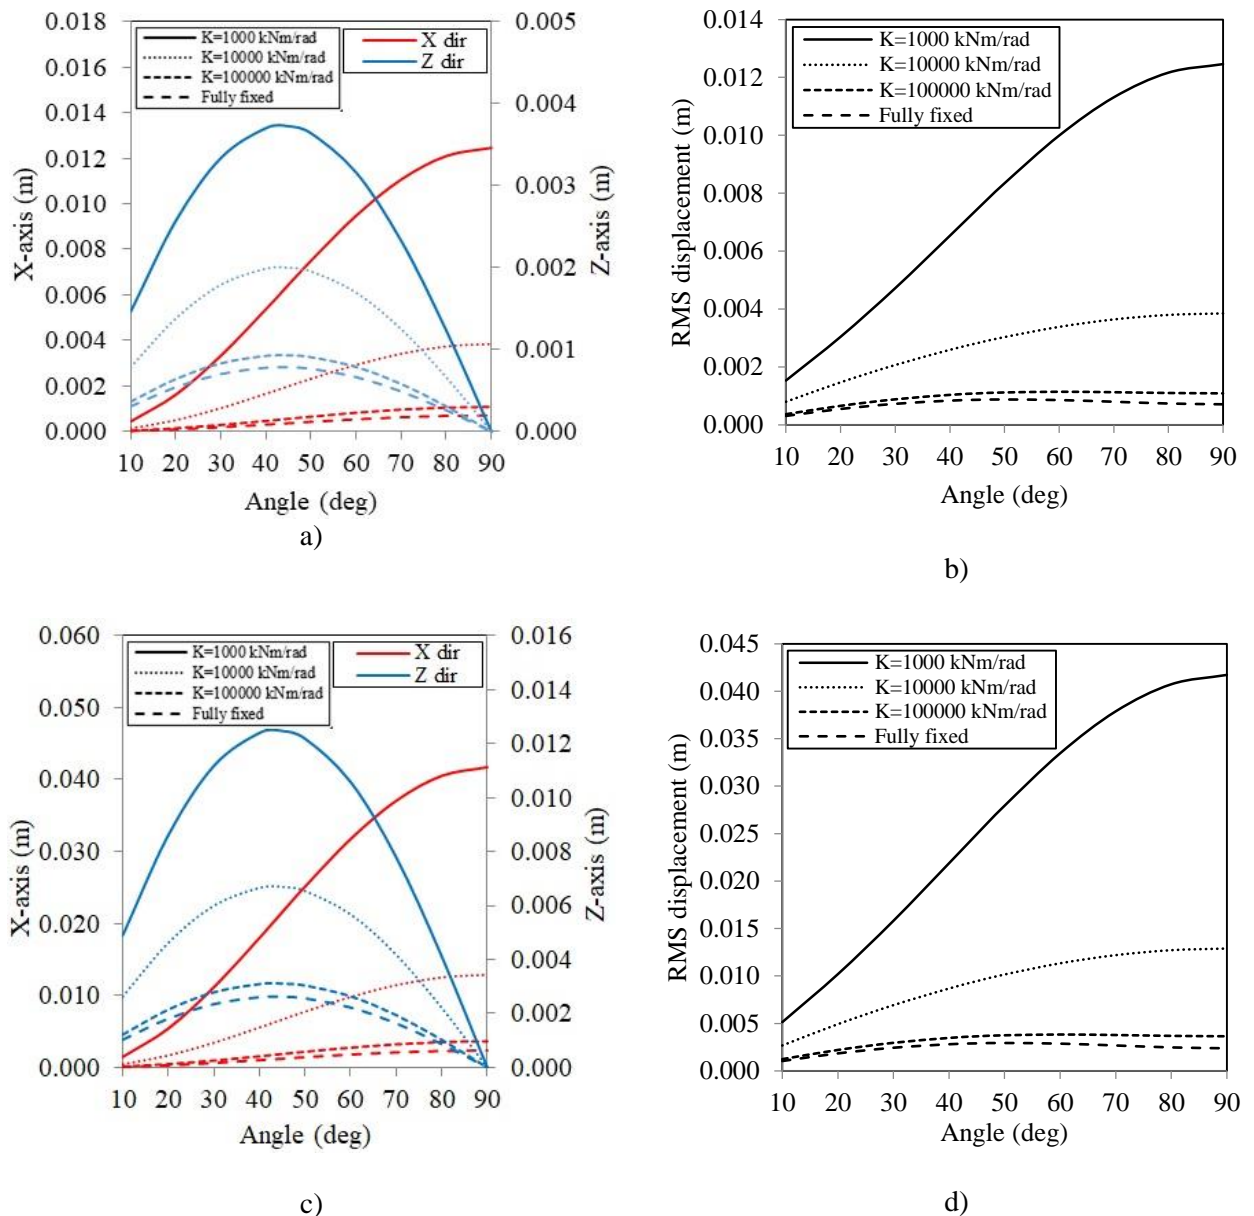 0.018
0.018
0.016
0.014
0.012
0.010
0.008
0.006
0.004
0.002
0.000
X-axis (m)
K=1000 kNm/rad
K=10000 kNm/rad
K=100000 kNm/rad
Fully fixed
X dir
Z dir
0.005
0.004
0.003
0.002
0.001
0.000
Z-axis (m)
10 20 30 40 50 60 70 80 90
Angle (deg)
a)
0.014
0.012
0.010
0.008
0.006
0.004
0.002
0.000
RMS displacement (m)
K=1000 kNm/rad
K=10000 kNm/rad
K=100000 kNm/rad
Fully fixed
10 20 30 40 50 60 70 80 90
Angle (deg)
b)
0.060
0.050
0.040
0.030
0.020
0.010
0.000
X-axis (m)
K=1000 kNm/rad
K=10000 kNm/rad
K=100000 kNm/rad
Fully fixed
X dir
Z dir
0.016
0.014
0.012
0.010
0.008
0.006
0.004
0.002
0.000
Z-axis (m)
10 20 30 40 50 60 70 80 90
Angle (deg)
c)
0.045
0.040
0.035
0.030
0.025
0.020
0.015
0.010
0.005
0.000
RMS displacement (m)
K=1000 kNm/rad
K=10000 kNm/rad
K=100000 kNm/rad
Fully fixed
10 20 30 40 50 60 70 80 90
Angle (deg)
d)